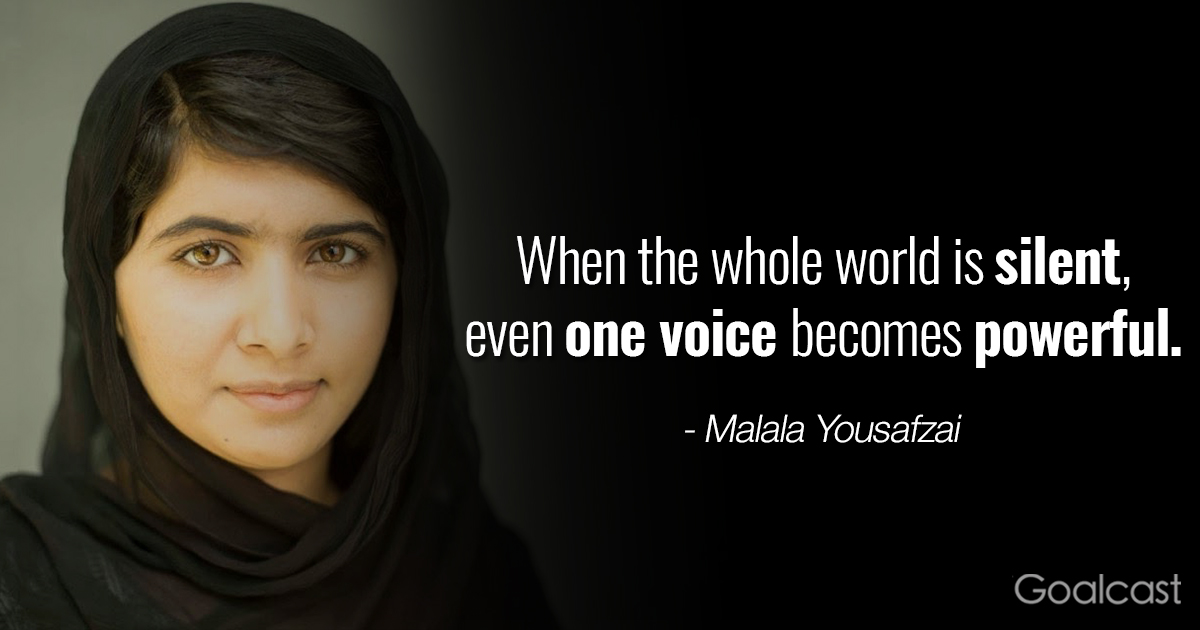 When the whole world is silent,
even one voice becomes powerful.
- Malala Yousafzai
Goalcast